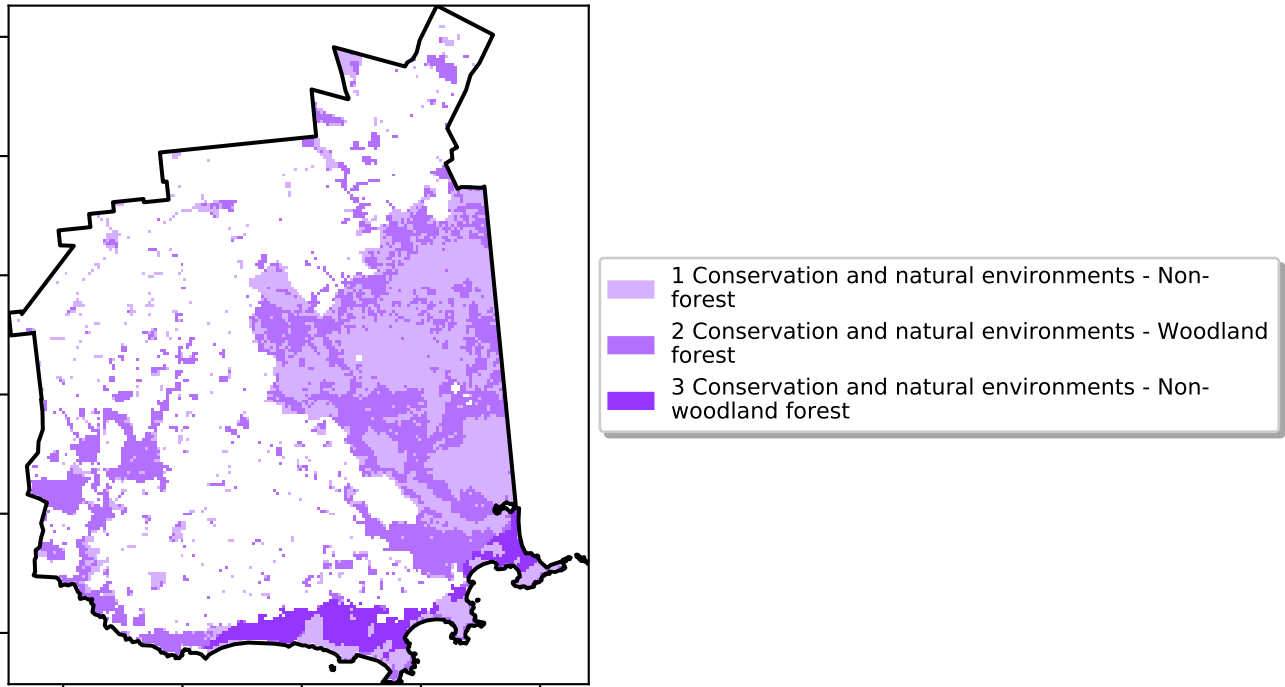 1 Conservation and natural environments - Non-
forest
2 Conservation and natural environments - Woodland
forest
3 Conservation and natural environments - Non-
woodland forest